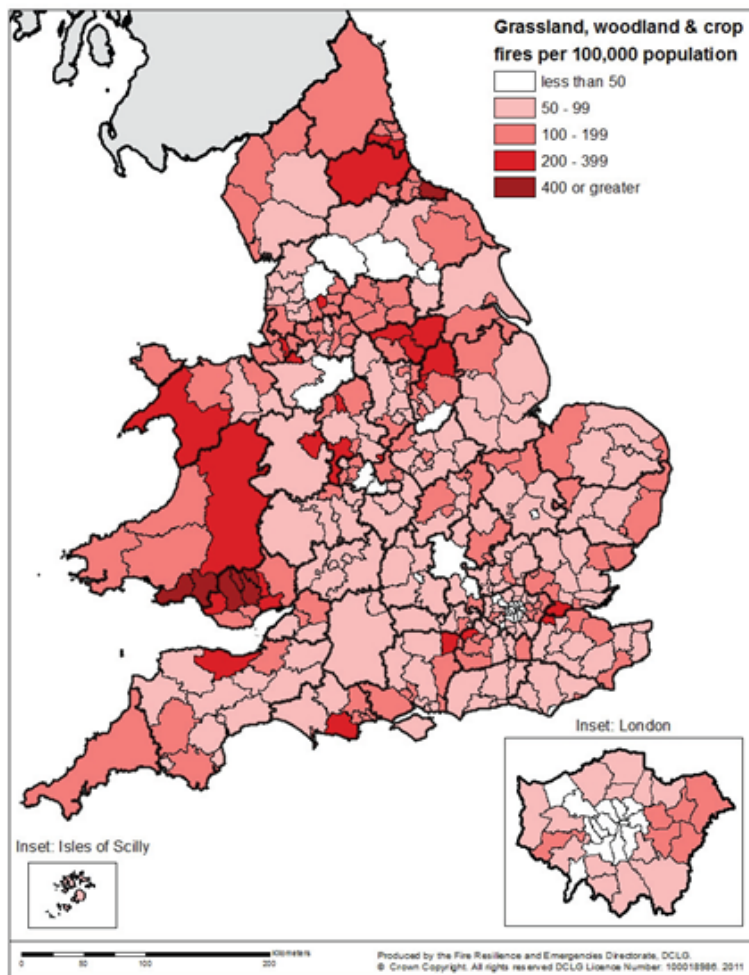 Grassland, woodland & crop
fires per 100,000 population
less than 50
50 - 99
100 - 199
200 - 399
400 or greater
Inset: London
Inset: Isles of Scilly
0 50 100 200
Kilometers
Produced by the Fire Resilience and Emergencies Directorate, DCLG.
© Crown Copyright. All rights reserved DCLG Licence Number: 100018986. 2011